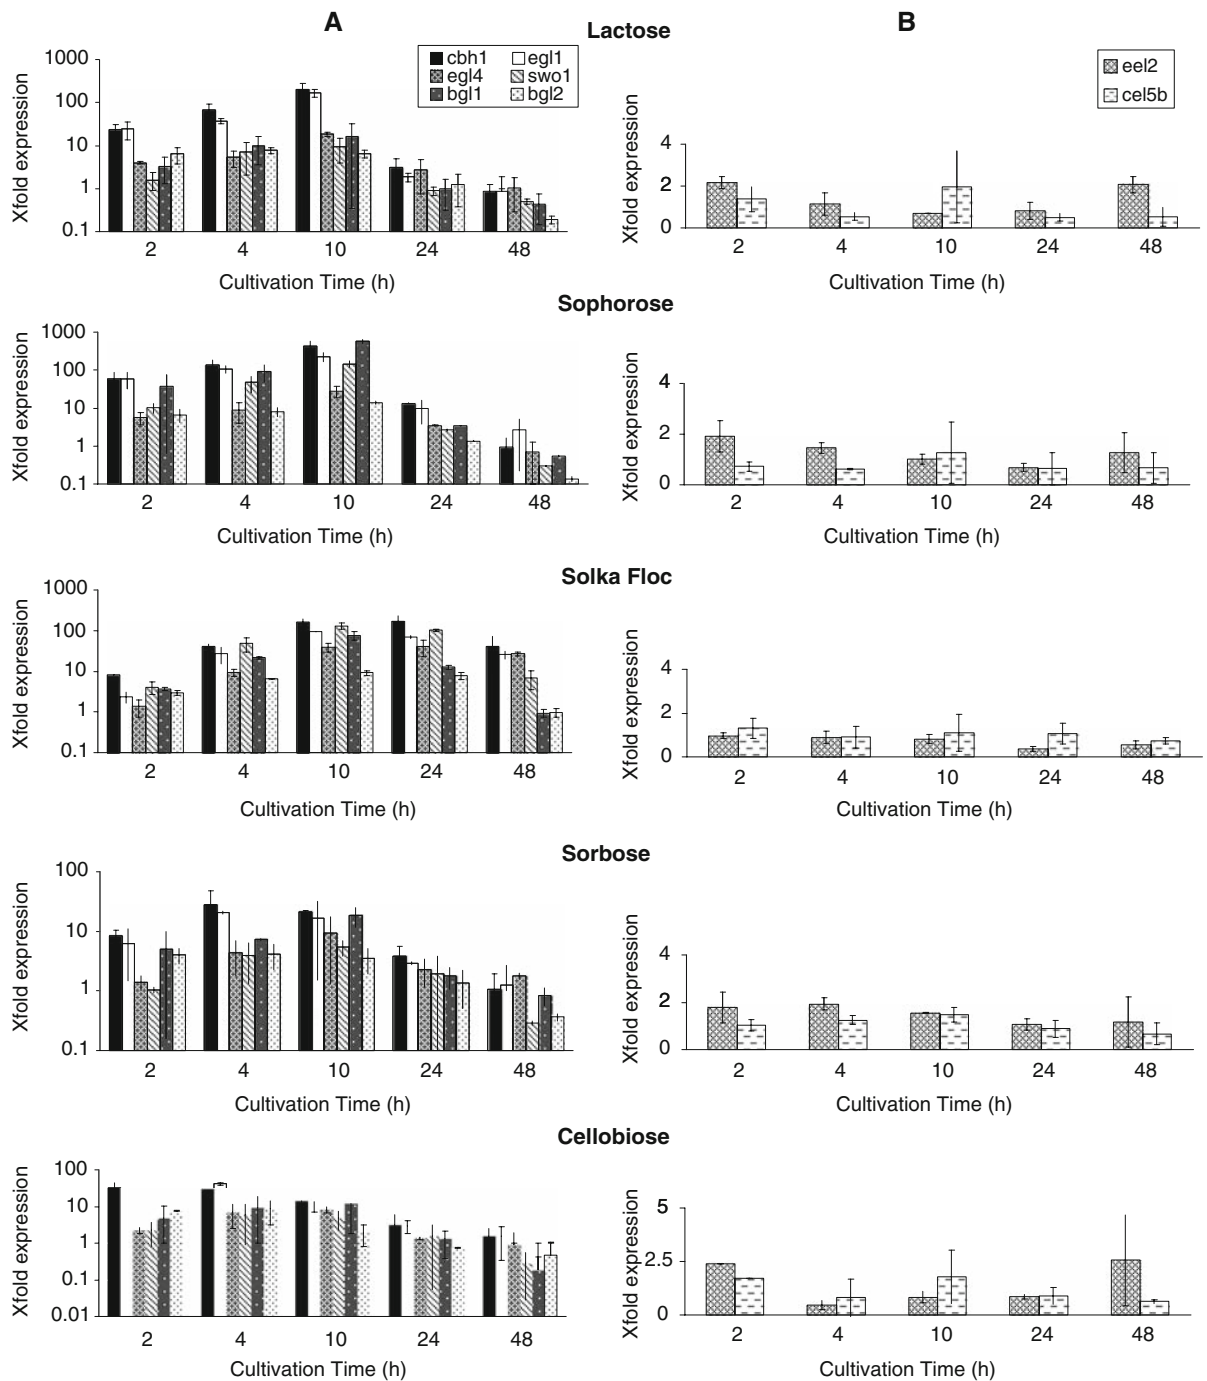 A
B
Lactose
cbh1 egl1
egl4 swo1
bgl1 bgl2
eel2
cel5b
Xfold expression
1000
100
10
1
0.1
2 4 10 24 48
Cultivation Time (h)
Xfold expression
4
2
0
2 4 10 24 48
Cultivation Time (h)
Sophorose
Xfold expression
1000
100
10
1
0.1
2 4 10 24 48
Cultivation Time (h)
Xfold expression
4
2
0
2 4 10 24 48
Cultivation Time (h)
Solka Floc
Xfold expression
1000
100
10
1
0.1
2 4 10 24 48
Cultivation Time (h)
Xfold expression
4
2
0
2 4 10 24 48
Cultivation Time (h)
Sorbose
Xfold expression
100
10
1
0.1
2 4 10 24 48
Cultivation Time (h)
Xfold expression
4
2
0
2 4 10 24 48
Cultivation Time (h)
Cellobiose
Xfold expression
100
10
1
0.1
0.01
2 4 10 24 48
Cultivation Time (h)
Xfold expression
5
2.5
0
2 4 10 24 48
Cultivation Time (h)